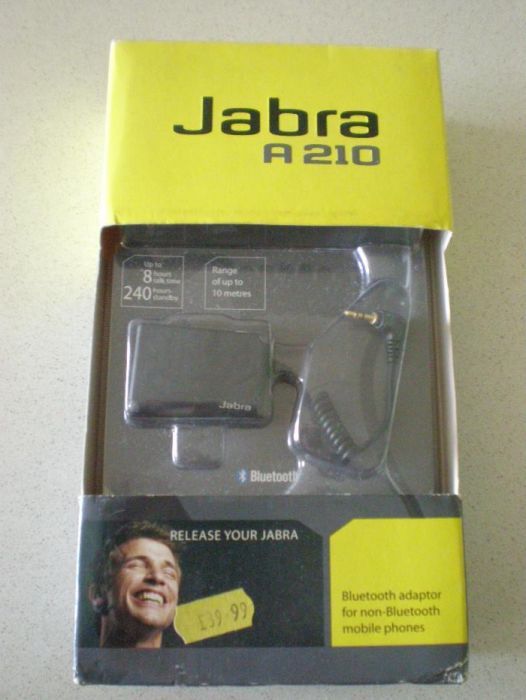 Jabra
A 210
Up to
8 hours
talk time
240 hours
standby
Range
of up to
10 metres
Jabra
Bluetooth
RELEASE YOUR JABRA
£39.99
Bluetooth adaptor
for non-Bluetooth
mobile phones